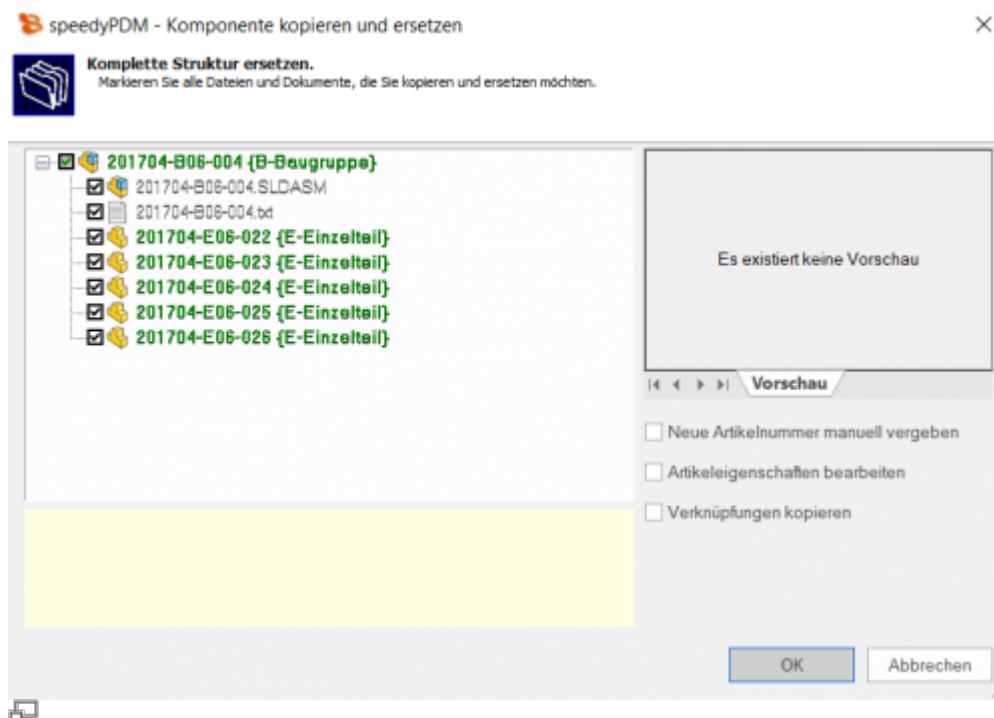 speedyPDM - Komponente kopieren und ersetzen
Komplette Struktur ersetzen.
Markieren Sie alle Dateien und Dokumente, die Sie kopieren und ersetzen möchten.
201704-B06-004 {B-Baugruppe}
201704-B06-004.SLDASM
201704-B06-004.txt
201704-E06-022 {E-Einzelteil}
201704-E06-023 {E-Einzelteil}
201704-E06-024 {E-Einzelteil}
201704-E06-025 {E-Einzelteil}
201704-E06-026 {E-Einzelteil}
Es existiert keine Vorschau
Vorschau
Neue Artikelnummer manuell vergeben
Artikeleigenschaften bearbeiten
Verknüpfungen kopieren
OK
Abbrechen